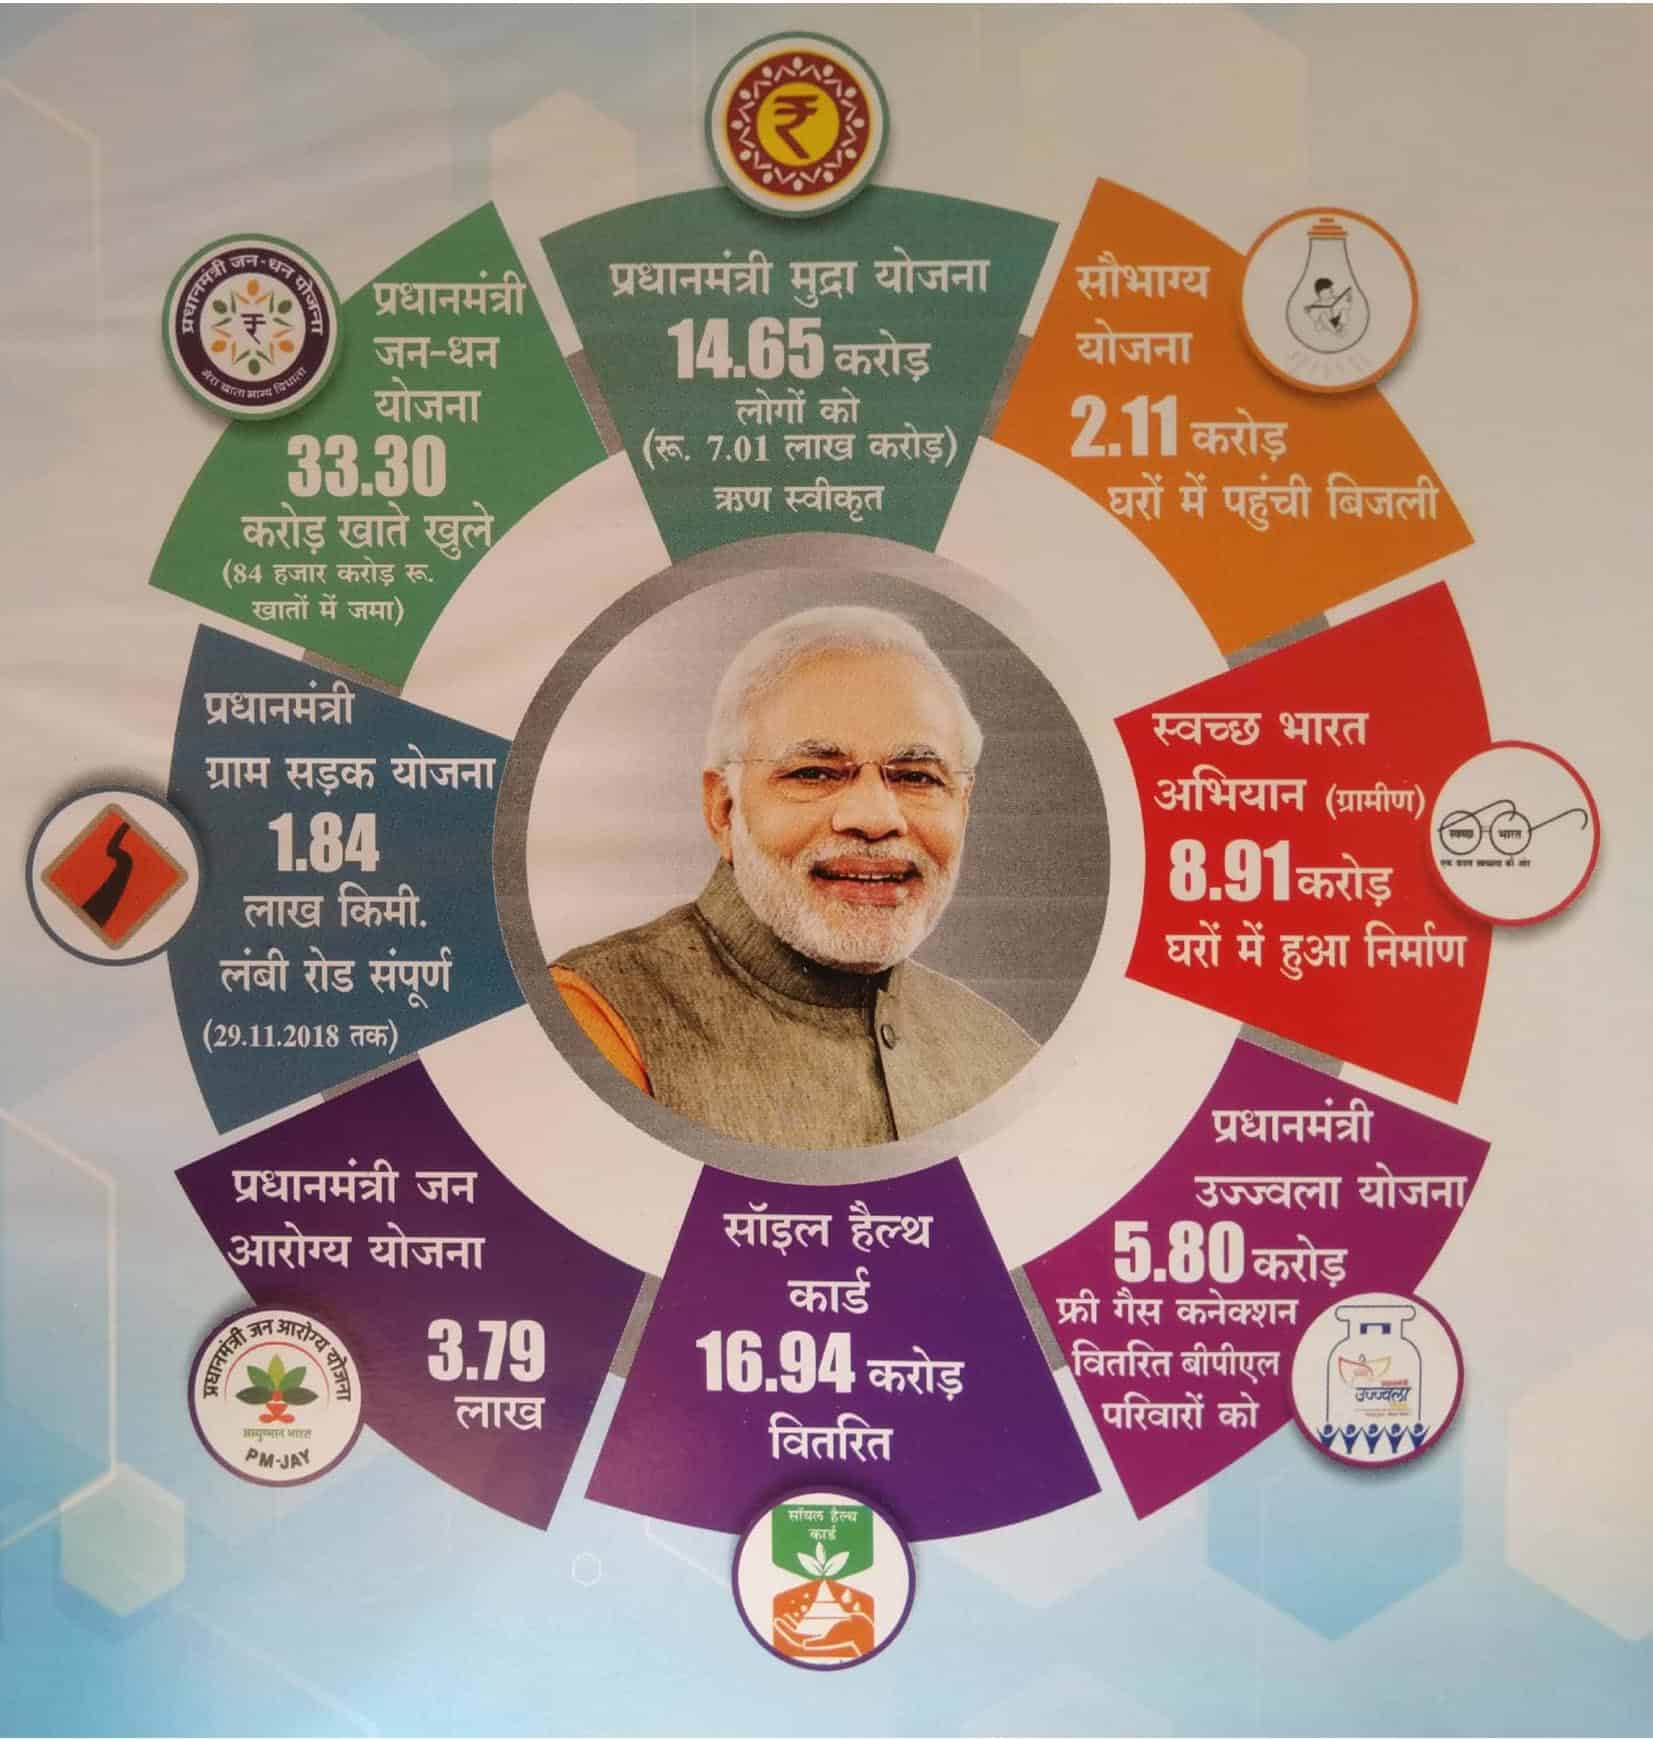 प्रधानमंत्री मुद्रा योजना
14.65 करोड़
लोगों को
(रू. 7.01 लाख करोड़)
ऋण स्वीकृत
सौभाग्य
योजना
2.11 करोड़
घरों में पहुंची बिजली
स्वच्छ भारत
अभियान (ग्रामीण)
8.91 करोड़
घरों में हुआ निर्माण
स्वच्छ भारत
एक कदम स्वच्छता की ओर
प्रधानमंत्री
उज्ज्वला योजना
5.80 करोड़
फ्री गैस कनेक्शन
वितरित बीपीएल
परिवारों को
उज्ज्वला
सॉइल हैल्थ
कार्ड
16.94 करोड़
वितरित
सॉयल हैल्थ
कार्ड
प्रधानमंत्री जन
आरोग्य योजना
3.79
लाख
प्रधानमंत्री जन आरोग्य योजना
आयुष्मान भारत
PM-JAY
प्रधानमंत्री
ग्राम सड़क योजना
1.84
लाख किमी.
लंबी रोड संपूर्ण
(29.11.2018 तक)
प्रधानमंत्री जन-धन योजना
मेरा खाता भाग्य विधाता
प्रधानमंत्री
जन-धन
योजना
33.30
करोड़ खाते खुले
(84 हजार करोड़ रू.
खातों में जमा)